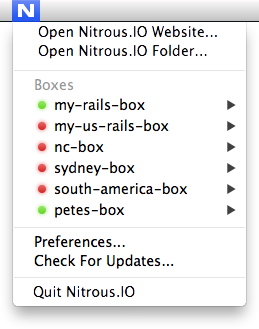 N
Open Nitrous.IO Website...
Open Nitrous.IO Folder...
Boxes
my-rails-box
my-us-rails-box
nc-box
sydney-box
south-america-box
petes-box
Preferences...
Check For Updates...
Quit Nitrous.IO